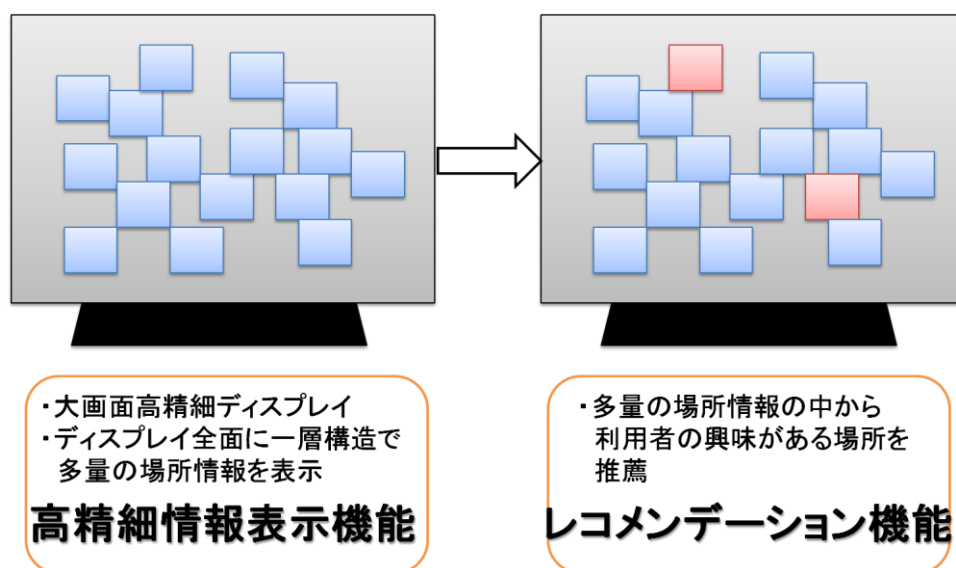 ・大画面高精細ディスプレイ
・ディスプレイ全面に一層構造で
多量の場所情報を表示
高精細情報表示機能
・多量の場所情報の中から
利用者の興味がある場所を
推薦
レコメンデーション機能